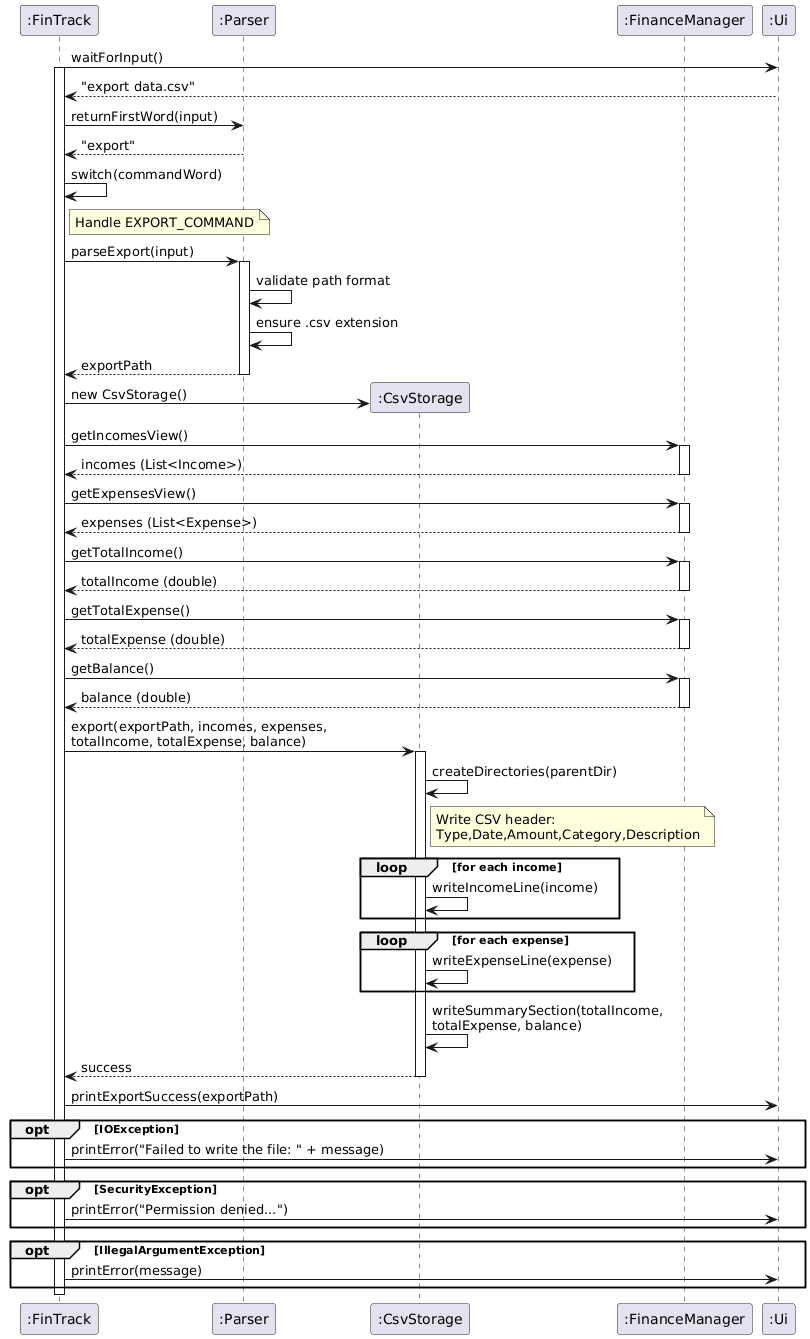 :FinTrack
:Parser
:FinanceManager
:Ui
waitForInput()
"export data.csv"
returnFirstWord(input)
"export"
switch(commandWord)
Handle EXPORT_COMMAND
parseExport(input)
validate path format
ensure .csv extension
exportPath
new CsvStorage()
:CsvStorage
getIncomesView()
incomes (List<Income>)
getExpensesView()
expenses (List<Expense>)
getTotalIncome()
totalIncome (double)
getTotalExpense()
totalExpense (double)
getBalance()
balance (double)
export(exportPath, incomes, expenses,
totalIncome, totalExpense, balance)
createDirectories(parentDir)
Write CSV header:
Type,Date,Amount,Category,Description
loop [for each income]
writeIncomeLine(income)
loop [for each expense]
writeExpenseLine(expense)
writeSummarySection(totalIncome,
totalExpense, balance)
success
printExportSuccess(exportPath)
opt [IOException]
printError("Failed to write the file: " + message)
opt [SecurityException]
printError("Permission denied...")
opt [IllegalArgumentException]
printError(message)
:FinTrack
:Parser
:CsvStorage
:FinanceManager
:Ui